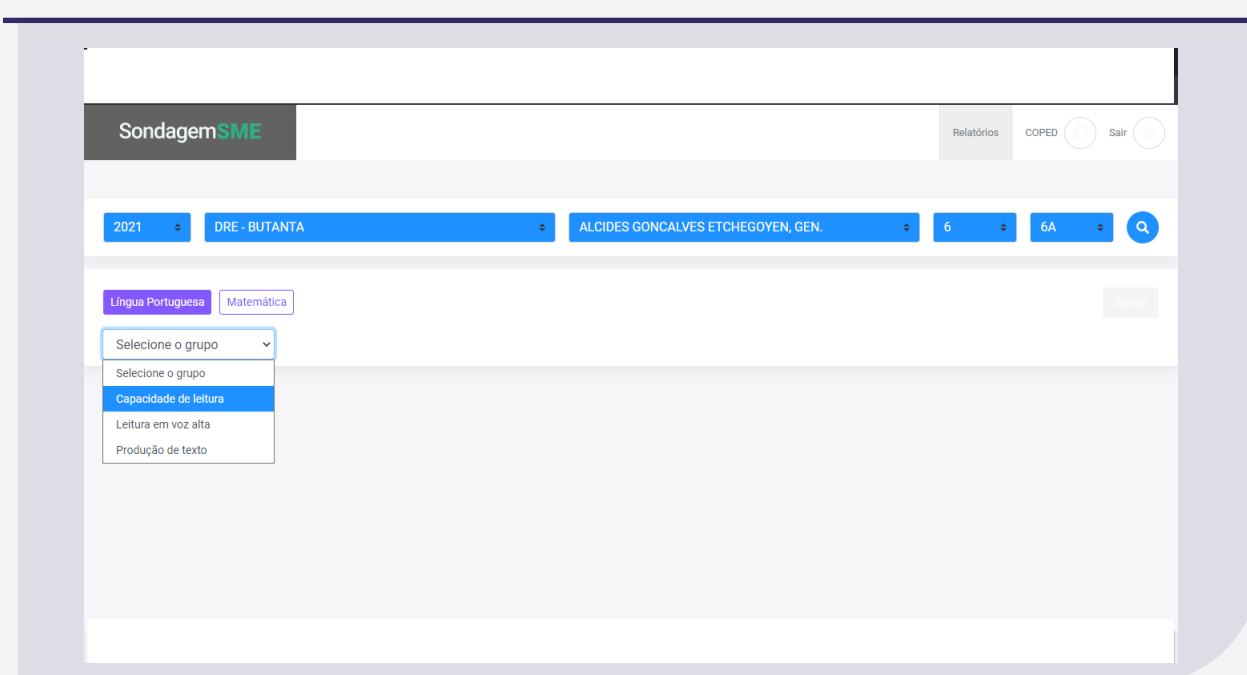 SondagemSME
Relatórios COPED Sair
2021 DRE - BUTANTA ALCIDES GONCALVES ETCHEGOYEN, GEN. 6 6A
Língua Portuguesa Matemática Salvar
Selecione o grupo
Selecione o grupo
Capacidade de leitura
Leitura em voz alta
Produção de texto